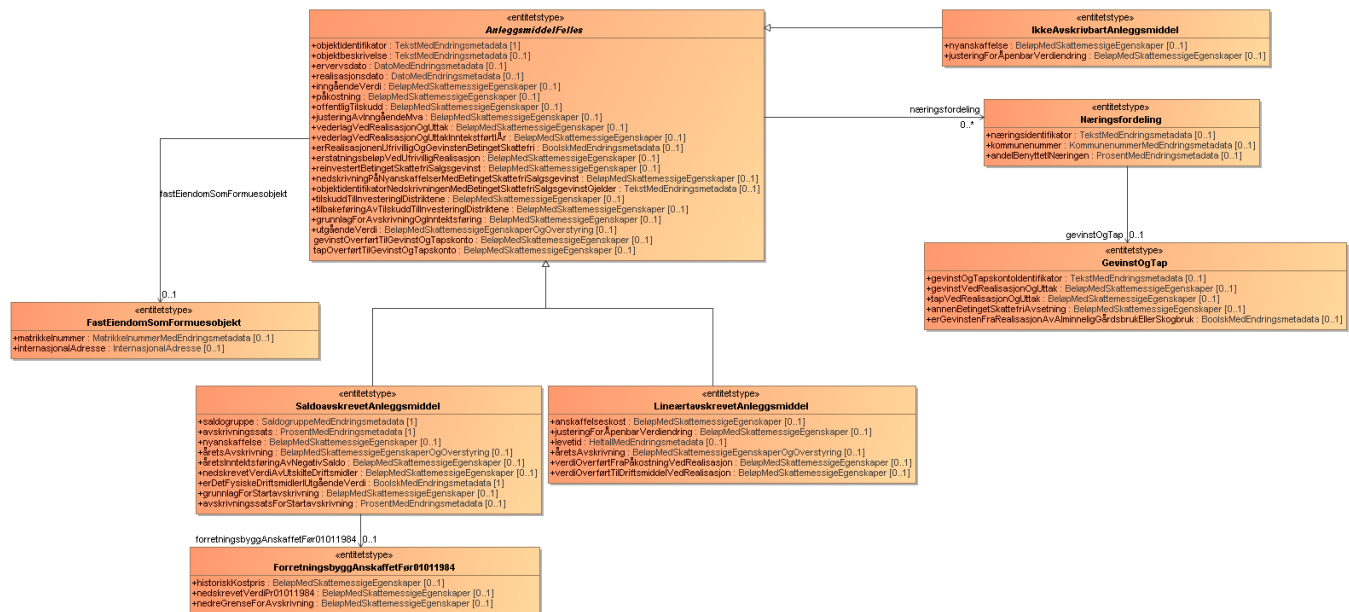 «entitetstype»
AnleggsmiddelFelles
+objektidentifikator : TekstMedEndringsmetadata [1]
+objektbeskrivelse : TekstMedEndringsmetadata [0..1]
+ervervsdato : DatoMedEndringsmetadata [0..1]
+realisasjonsdato : DatoMedEndringsmetadata [0..1]
+inngåendeVerdi : BeløpMedSkattemessigeEgenskaper [0..1]
+påkostning : BeløpMedSkattemessigeEgenskaper [0..1]
+offentligTilskudd : BeløpMedSkattemessigeEgenskaper [0..1]
+justeringAvInngåendeMva : BeløpMedSkattemessigeEgenskaper [0..1]
+vederlagVedRealisasjonOgUttak : BeløpMedSkattemessigeEgenskaper [0..1]
+vederlagVedRealisasjonOgUttakInntektsførtIÅr : BeløpMedSkattemessigeEgenskaper [0..1]
+erRealisasjonenUfrivilligOgGevinstenBetingetSkattefri : BoolskMedEndringsmetadata [0..1]
+erstatningsbeløpVedUfrivilligRealisasjon : BeløpMedSkattemessigeEgenskaper [0..1]
+reinvestertBetingetSkattefriSalgsgevinst : BeløpMedSkattemessigeEgenskaper [0..1]
+nedskrivningPåNyanskaffelserMedBetingetSkattefriSalgsgevinst : BeløpMedSkattemessigeEgenskaper [0..1]
+objektidentifikatorNedskrivningenMedBetingetSkattefriSalgsgevinstGjelder : TekstMedEndringsmetadata [0..1]
+tilskuddTilInvesteringIDistriktene : BeløpMedSkattemessigeEgenskaper [0..1]
+tilbakeføringAvTilskuddTilInvesteringIDistriktene : BeløpMedSkattemessigeEgenskaper [0..1]
+grunnlagForAvskrivningOgInntektsføring : BeløpMedSkattemessigeEgenskaper [0..1]
+utgåendeVerdi : BeløpMedSkattemessigeEgenskaperOgOverstyring [0..1]
gevinstOverførtTilGevinstOgTapskonto : BeløpMedSkattemessigeEgenskaper [0..1]
tapOverførtTilGevinstOgTapskonto : BeløpMedSkattemessigeEgenskaper [0..1]
«entitetstype»
IkkeAvskrivbartAnleggsmiddel
+nyanskaffelse : BeløpMedSkattemessigeEgenskaper [0..1]
+justeringForÅpenbarVerdiendring : BeløpMedSkattemessigeEgenskaper [0..1]
næringsfordeling
0..*
«entitetstype»
Næringsfordeling
+næringsidentifikator : TekstMedEndringsmetadata [0..1]
+kommunenummer : KommunenummerMedEndringsmetadata [0..1]
+andelBenyttetINæringen : ProsentMedEndringsmetadata [0..1]
gevinstOgTap 0..1
«entitetstype»
GevinstOgTap
+gevinstOgTapskontoIdentifikator : TekstMedEndringsmetadata [0..1]
+gevinstVedRealisasjonOgUttak : BeløpMedSkattemessigeEgenskaper [0..1]
+tapVedRealisasjonOgUttak : BeløpMedSkattemessigeEgenskaper [0..1]
+annenBetingetSkattefriAvsetning : BeløpMedSkattemessigeEgenskaper [0..1]
+erGevinstenFraRealisasjonAvAlminneligGårdsbrukEllerSkogbruk : BoolskMedEndringsmetadata [0..1]
fastEiendomSomFormuesobjekt
0..1
«entitetstype»
FastEiendomSomFormuesobjekt
+matrikkelnummer : MatrikkelnummerMedEndringsmetadata [0..1]
+internasjonalAdresse : InternasjonalAdresse [0..1]
«entitetstype»
SaldoavskrevetAnleggsmiddel
+saldogruppe : SaldogruppeMedEndringsmetadata [1]
+avskrivningssats : ProsentMedEndringsmetadata [1]
+nyanskaffelse : BeløpMedSkattemessigeEgenskaper [0..1]
+åretsAvskrivning : BeløpMedSkattemessigeEgenskaperOgOverstyring [0..1]
+åretsInntektsføringAvNegativSaldo : BeløpMedSkattemessigeEgenskaper [0..1]
+nedskrevetVerdiAvUtskilteDriftsmidler : BeløpMedSkattemessigeEgenskaper [0..1]
+erDetFysiskeDriftsmidlerIUtgåendeVerdi : BoolskMedEndringsmetadata [1]
+grunnlagForStartavskrivning : BeløpMedSkattemessigeEgenskaper [0..1]
+avskrivningssatsForStartavskrivning : ProsentMedEndringsmetadata [0..1]
«entitetstype»
LineærtavskrevetAnleggsmiddel
+anskaffelseskost : BeløpMedSkattemessigeEgenskaper [0..1]
+justeringForÅpenbarVerdiendring : BeløpMedSkattemessigeEgenskaper [0..1]
+levetid : HeltallMedEndringsmetadata [0..1]
+åretsAvskrivning : BeløpMedSkattemessigeEgenskaperOgOverstyring [0..1]
+verdiOverførtFraPåkostningVedRealisasjon : BeløpMedSkattemessigeEgenskaper [0..1]
+verdiOverførtTilDriftsmiddelVedRealisasjon : BeløpMedSkattemessigeEgenskaper [0..1]
forretningsbyggAnskaffetFør01011984 0..1
«entitetstype»
ForretningsbyggAnskaffetFør01011984
+historiskKostpris : BeløpMedSkattemessigeEgenskaper [0..1]
+nedskrevetVerdiPr01011984 : BeløpMedSkattemessigeEgenskaper [0..1]
+nedreGrenseForAvskrivning : BeløpMedSkattemessigeEgenskaper [0..1]